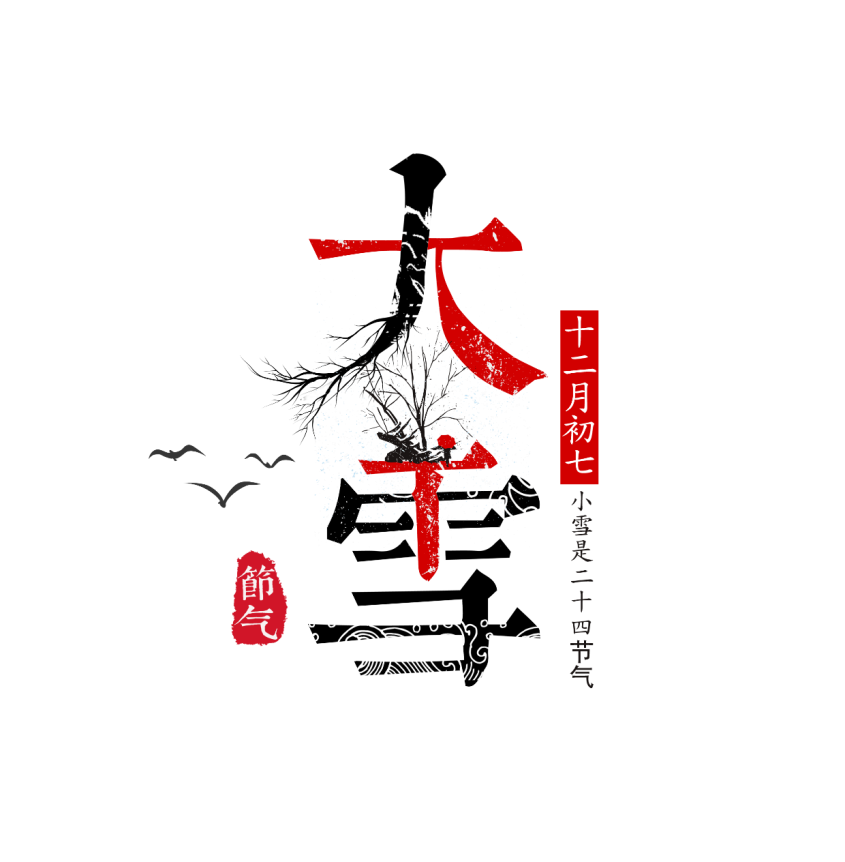 大雪
十二月初七
小雪是二十四节气
節气